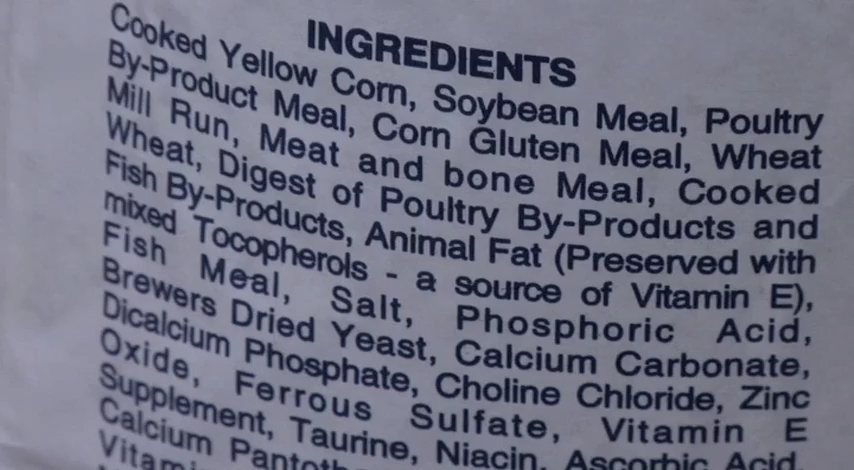 INGREDIENTS
Cooked Yellow Corn, Soybean Meal, Poultry
By-Product Meal, Corn Gluten Meal, Wheat
Mill Run, Meat and bone Meal, Cooked
Wheat, Digest of Poultry By-Products and
Fish By-Products, Animal Fat (Preserved with
mixed Tocopherols - a source of Vitamin E),
Fish Meal, Salt, Phosphoric Acid,
Brewers Dried Yeast, Calcium Carbonate,
Dicalcium Phosphate, Choline Chloride, Zinc
Oxide, Ferrous Sulfate, Vitamin E
Supplement, Taurine, Niacin, Ascorbic Acid,
Calcium